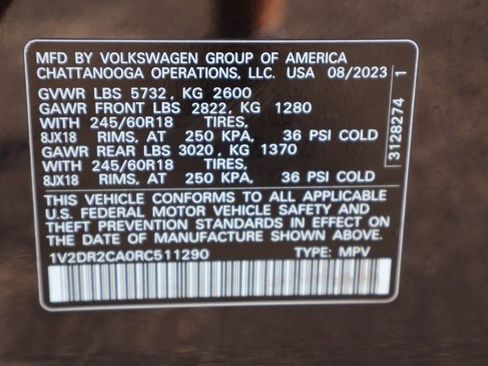 MFD BY VOLKSWAGEN GROUP OF AMERICA
CHATTANOOGA OPERATIONS, LLC. USA 08/2023
GVWR LBS 5732, KG 2600
GAWR FRONT LBS 2822, KG 1280
WITH 245/60R18 TIRES,
8JX18 RIMS, AT 250 KPA, 36 PSI COLD
GAWR REAR LBS 3020, KG 1370
WITH 245/60R18 TIRES,
8JX18 RIMS, AT 250 KPA, 36 PSI COLD
THIS VEHICLE CONFORMS TO ALL APPLICABLE
U.S. FEDERAL MOTOR VEHICLE SAFETY AND
THEFT PREVENTION STANDARDS IN EFFECT ON
DATE OF MANUFACTURE SHOWN ABOVE.
1V2DR2CA0RC511290 TYPE: MPV
3128274 1